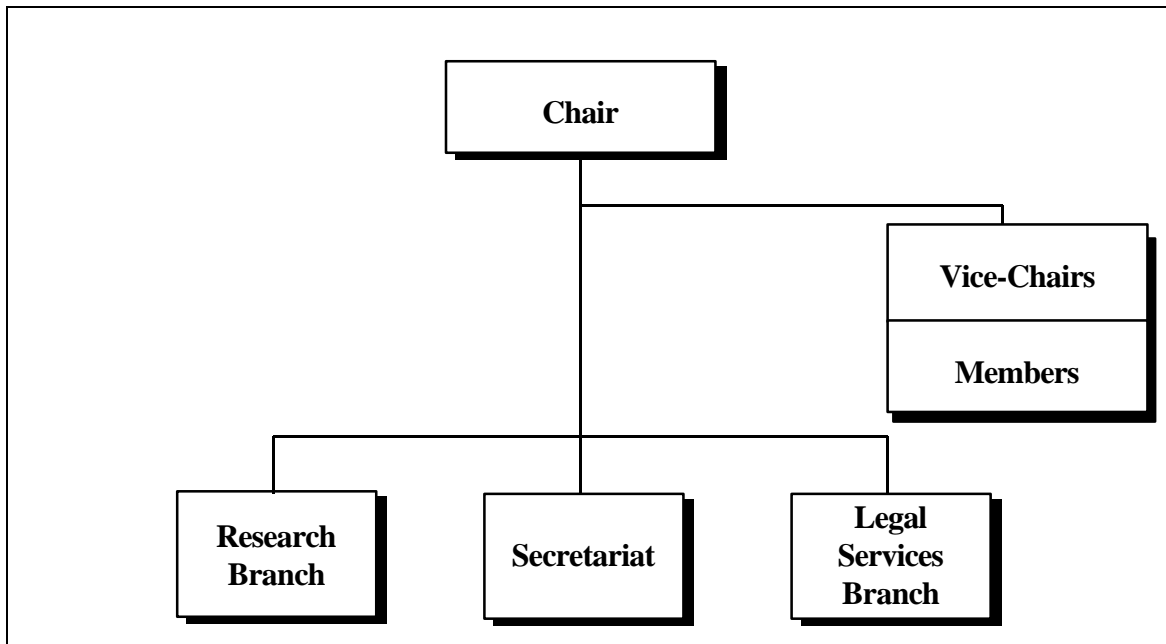 Chair
Vice-Chairs
Members
Research
Branch
Secretariat
Legal
Services
Branch